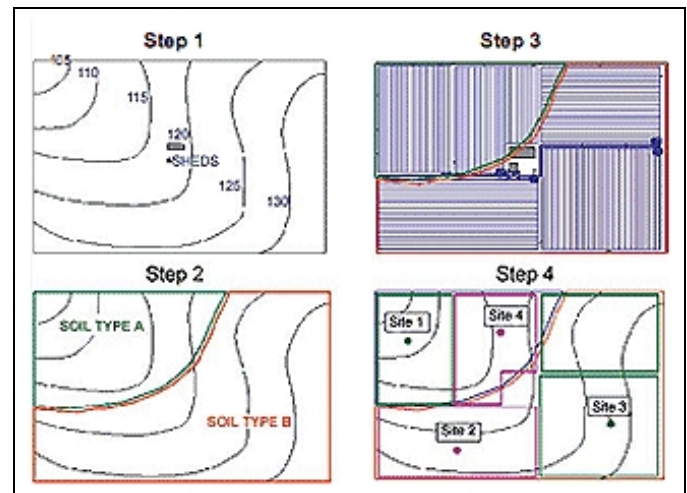 Step 1
105
110
115
120
SHEDS
125
130
Step 3
Step 2
SOIL TYPE A
SOIL TYPE B
Step 4
Site 1
Site 4
Site 2
Site 3